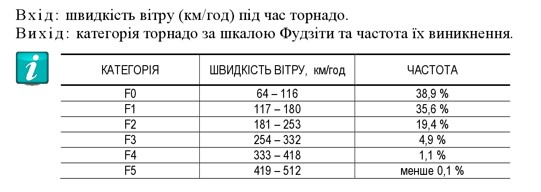 Вхід: швидкість вітру (км/год) під час торнадо.
Вихід: категорія торнадо за шкалою Фудзіти та частота їх виникнення.
i
КАТЕГОРІЯ ШВИДКІСТЬ ВІТРУ, км/год ЧАСТОТА
F0 64 – 116 38,9 %
F1 117 – 180 35,6 %
F2 181 – 253 19,4 %
F3 254 – 332 4,9 %
F4 333 – 418 1,1 %
F5 419 – 512 менше 0,1 %